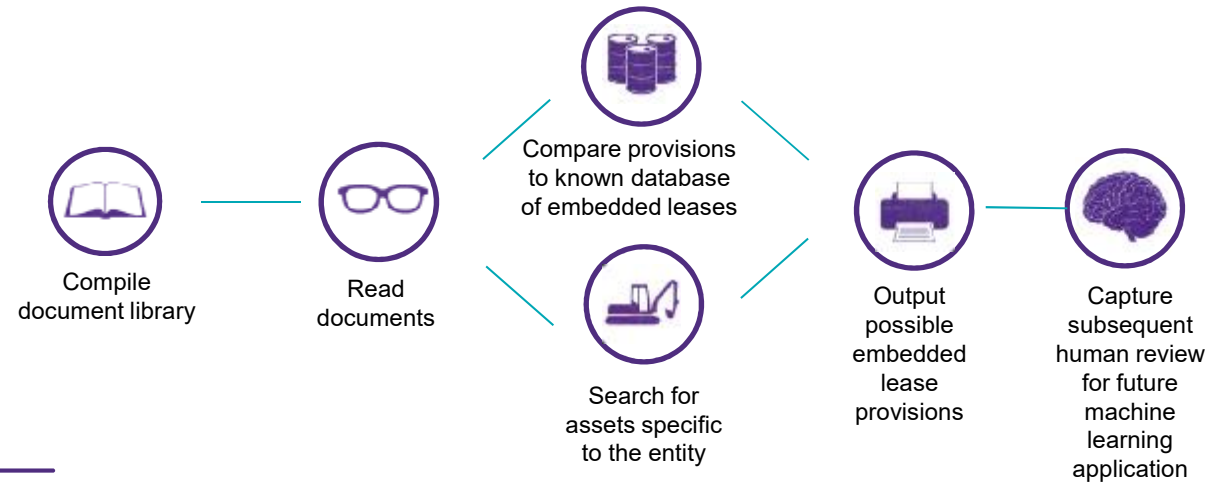 Compile
document library
Read
documents
Compare provisions
to known database
of embedded leases
Search for
assets specific
to the entity
Output
possible
embedded
lease
provisions
Capture
subsequent
human review
for future
machine
learning
application